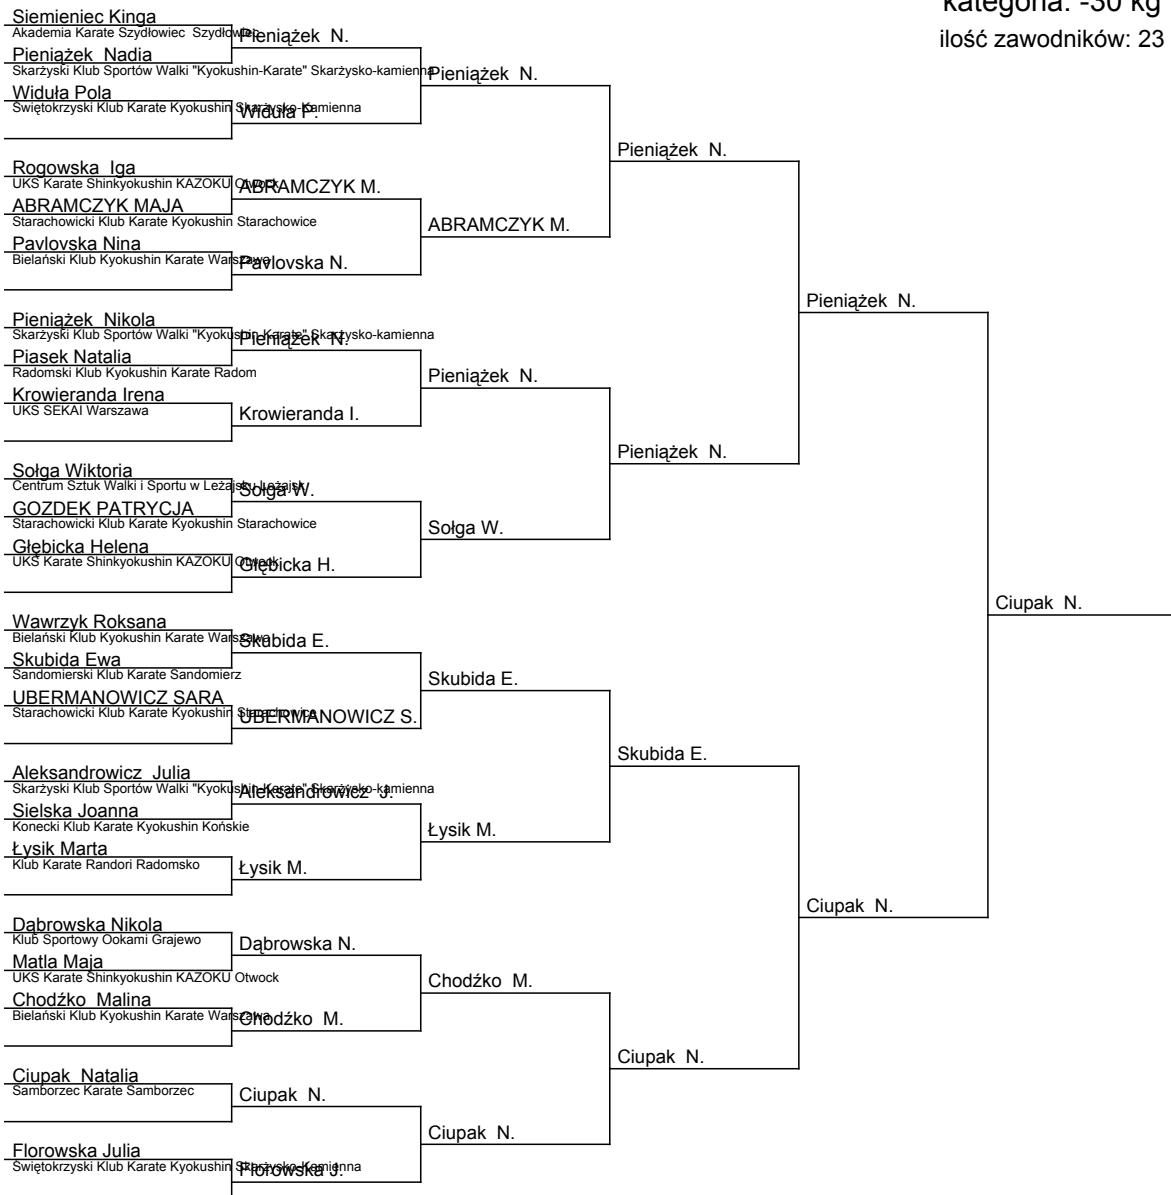 kategoria: -30 kg
ilość zawodników: 23
Siemieniec Kinga
Akademia Karate Szydłowiec  Szydłowiec
Pieniążek  Nadia
Skarżyski Klub Sportów Walki "Kyokushin-Karate" Skarżysko-kamienna
Widuła Pola
Świętokrzyski Klub Karate Kyokushin Skarżysko-Kamienna
Rogowska  Iga
UKS Karate Shinkyokushin KAZOKU Otwock
ABRAMCZYK MAJA
Starachowicki Klub Karate Kyokushin Starachowice
Pavlovska Nina
Bielański Klub Kyokushin Karate Warszawa
Pieniążek  Nikola
Skarżyski Klub Sportów Walki "Kyokushin-Karate" Skarżysko-kamienna
Piasek Natalia
Radomski Klub Kyokushin Karate Radom
Krowieranda Irena
UKS SEKAI Warszawa
Sołga Wiktoria
Centrum Sztuk Walki i Sportu w Leżajsku Leżajsk
GOZDEK PATRYCJA
Starachowicki Klub Karate Kyokushin Starachowice
Głębicka Helena
UKS Karate Shinkyokushin KAZOKU Otwock
Wawrzyk Roksana
Bielański Klub Kyokushin Karate Warszawa
Skubida Ewa
Sandomierski Klub Karate Sandomierz
UBERMANOWICZ SARA
Starachowicki Klub Karate Kyokushin Starachowice
Aleksandrowicz  Julia
Skarżyski Klub Sportów Walki "Kyokushin-Karate" Skarżysko-kamienna
Sielska Joanna
Konecki Klub Karate Kyokushin Końskie
Łysik Marta
Klub Karate Randori Radomsko
Dąbrowska Nikola
Klub Sportowy Ookami Grajewo
Matla Maja
UKS Karate Shinkyokushin KAZOKU Otwock
Chodźko  Malina
Bielański Klub Kyokushin Karate Warszawa
Ciupak  Natalia
Samborzec Karate Samborzec
Florowska Julia
Świętokrzyski Klub Karate Kyokushin Skarżysko-Kamienna
Pieniążek  N.
Widuła P.
ABRAMCZYK M.
Pavlovska N.
Pieniążek  N.
Krowieranda I.
Sołga W.
Głębicka H.
Skubida E.
UBERMANOWICZ S.
Aleksandrowicz  J.
Łysik M.
Dąbrowska N.
Chodźko  M.
Ciupak  N.
Florowska J.
Pieniążek  N.
ABRAMCZYK M.
Pieniążek  N.
Sołga W.
Skubida E.
Łysik M.
Chodźko  M.
Ciupak  N.
Pieniążek  N.
Pieniążek  N.
Skubida E.
Ciupak  N.
Pieniążek  N.
Ciupak  N.
Ciupak  N.